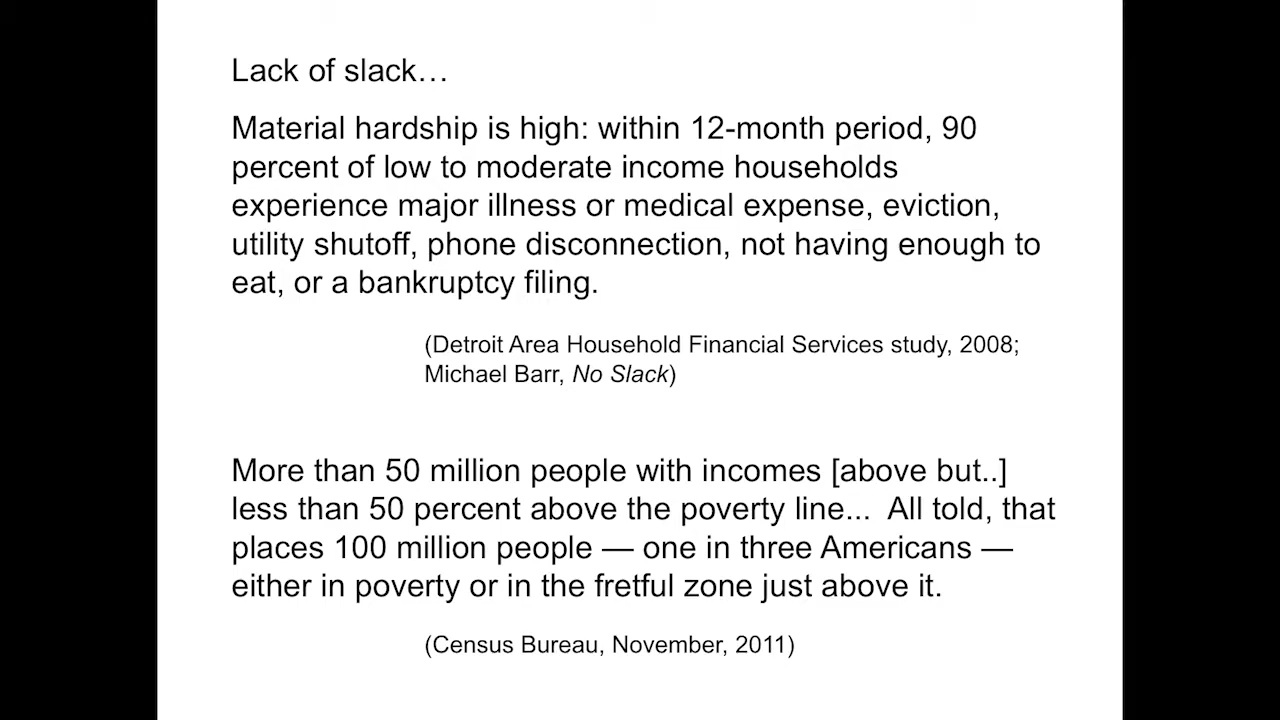 Lack of slack…
Material hardship is high: within 12-month period, 90
percent of low to moderate income households
experience major illness or medical expense, eviction,
utility shutoff, phone disconnection, not having enough to
eat, or a bankruptcy filing.
(Detroit Area Household Financial Services study, 2008;
Michael Barr, No Slack)
More than 50 million people with incomes [above but..]
less than 50 percent above the poverty line...  All told, that
places 100 million people — one in three Americans —
either in poverty or in the fretful zone just above it.
(Census Bureau, November, 2011)